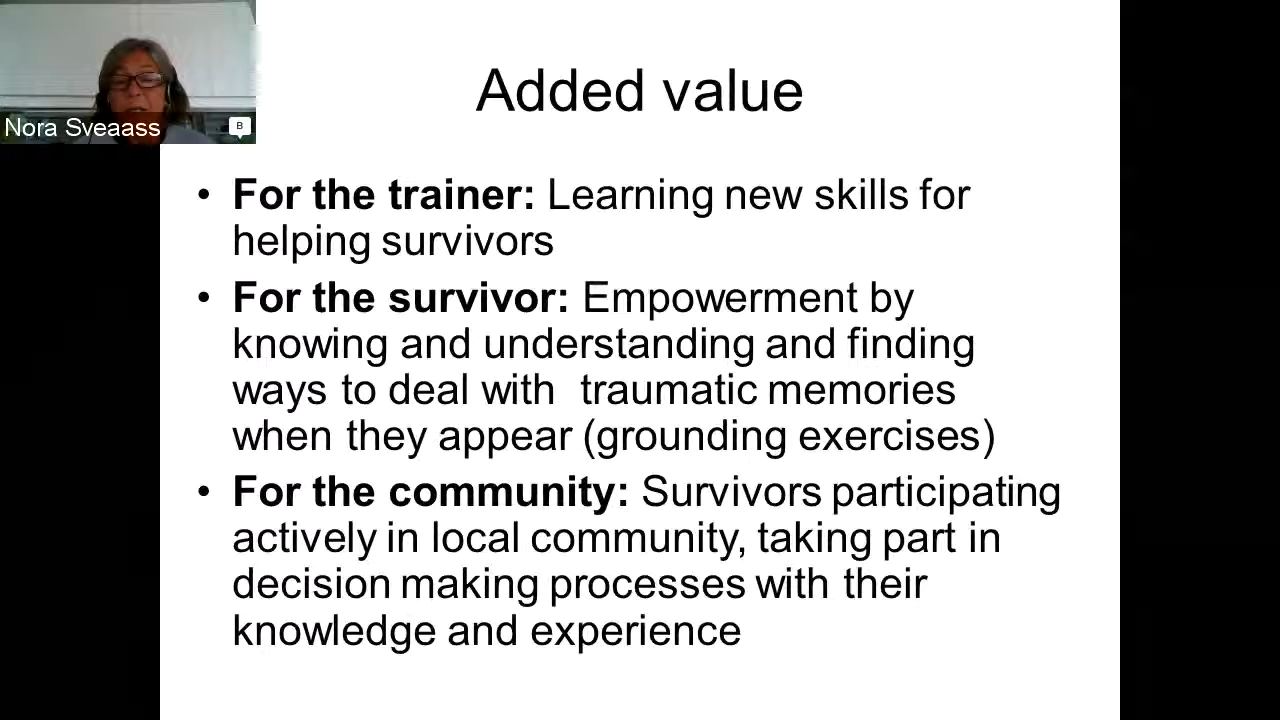 Added value
Nora Sveaass
B
• For the trainer: Learning new skills for
helping survivors
• For the survivor: Empowerment by
knowing and understanding and finding
ways to deal with  traumatic memories
when they appear (grounding exercises)
• For the community: Survivors participating
actively in local community, taking part in
decision making processes with their
knowledge and experience